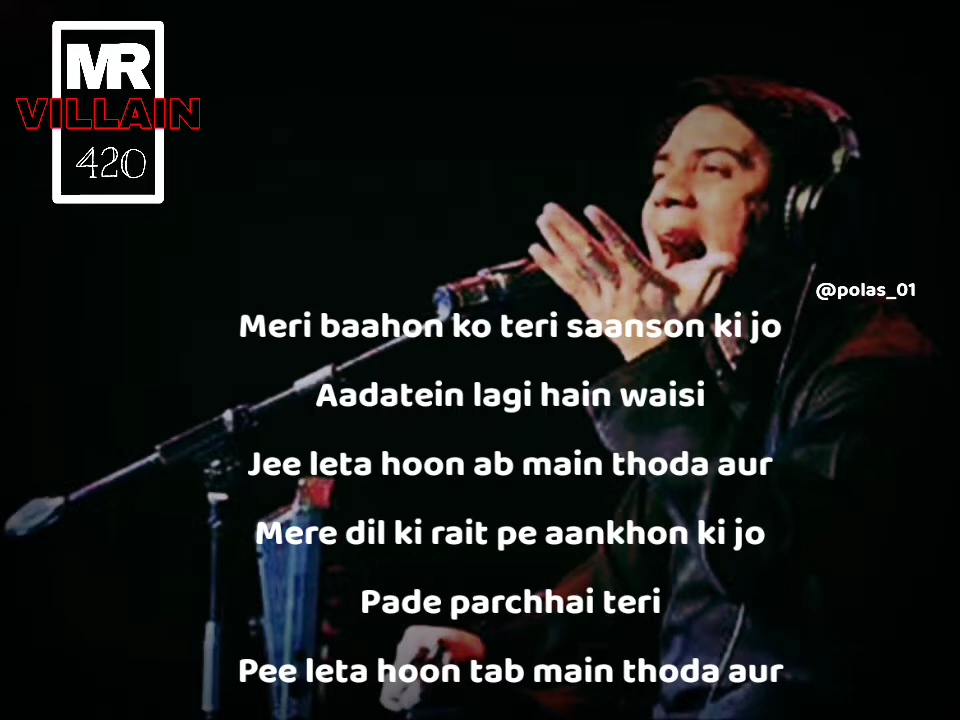 MR
VILLAIN
420
@polas_01
Meri baahon ko teri saanson ki jo
Aadatein lagi hain waisi
Jee leta hoon ab main thoda aur
Mere dil ki rait pe aankhon ki jo
Pade parchhai teri
Pee leta hoon tab main thoda aur